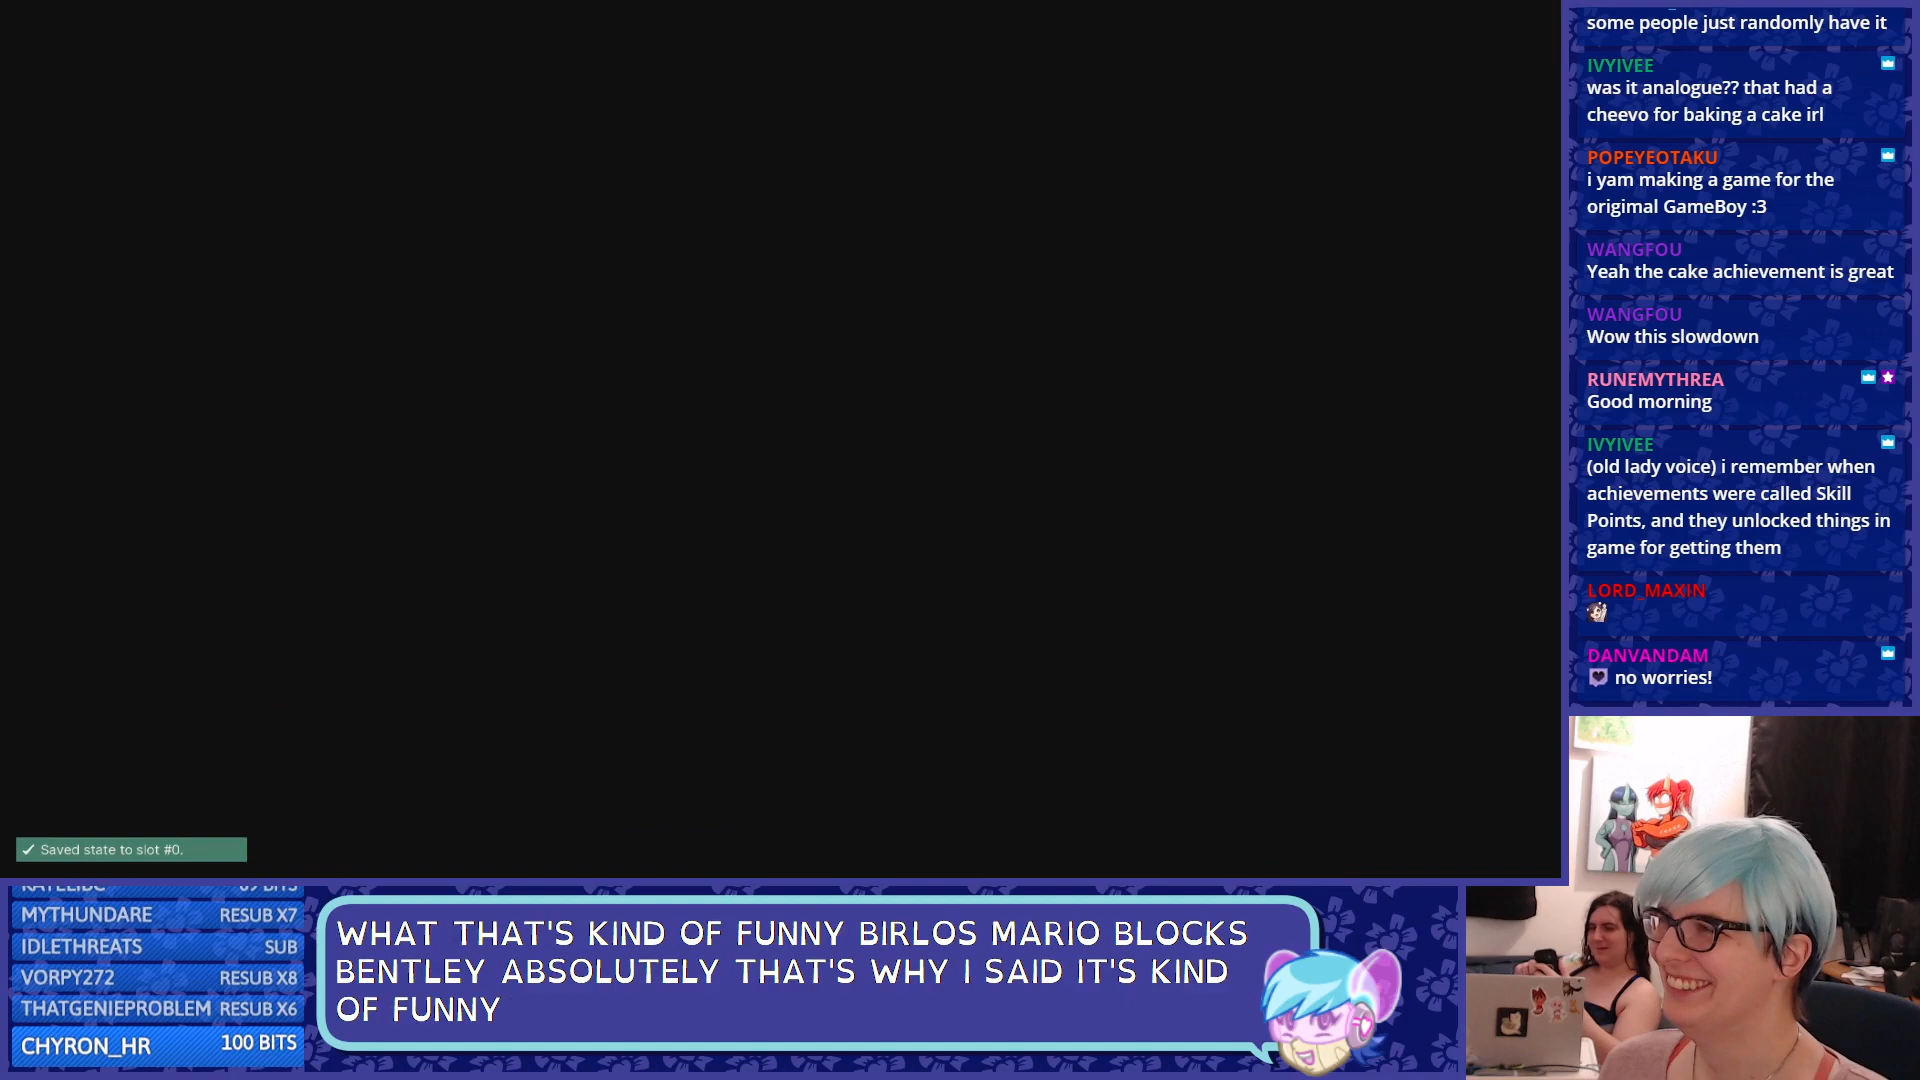 some people just randomly have it
IVYIVEE
was it analogue?? that had a
cheevo for baking a cake irl
POPEYEOTAKU
i yam making a game for the
origimal GameBoy :3
WANGFOU
Yeah the cake achievement is great
WANGFOU
Wow this slowdown
RUNEMYTHREA
Good morning
IVYIVEE
(old lady voice) i remember when
achievements were called Skill
Points, and they unlocked things in
game for getting them
LORD_MAXIN
DANVANDAM
no worries!
Saved state to slot #0.
MYTHUNDARE RESUB X7
IDLETHREATS SUB
VORPY272 RESUB X8
THATGENIEPROBLEM RESUB X6
CHYRON_HR 100 BITS
WHAT THAT'S KIND OF FUNNY BIRLOS MARIO BLOCKS
BENTLEY ABSOLUTELY THAT'S WHY I SAID IT'S KIND
OF FUNNY